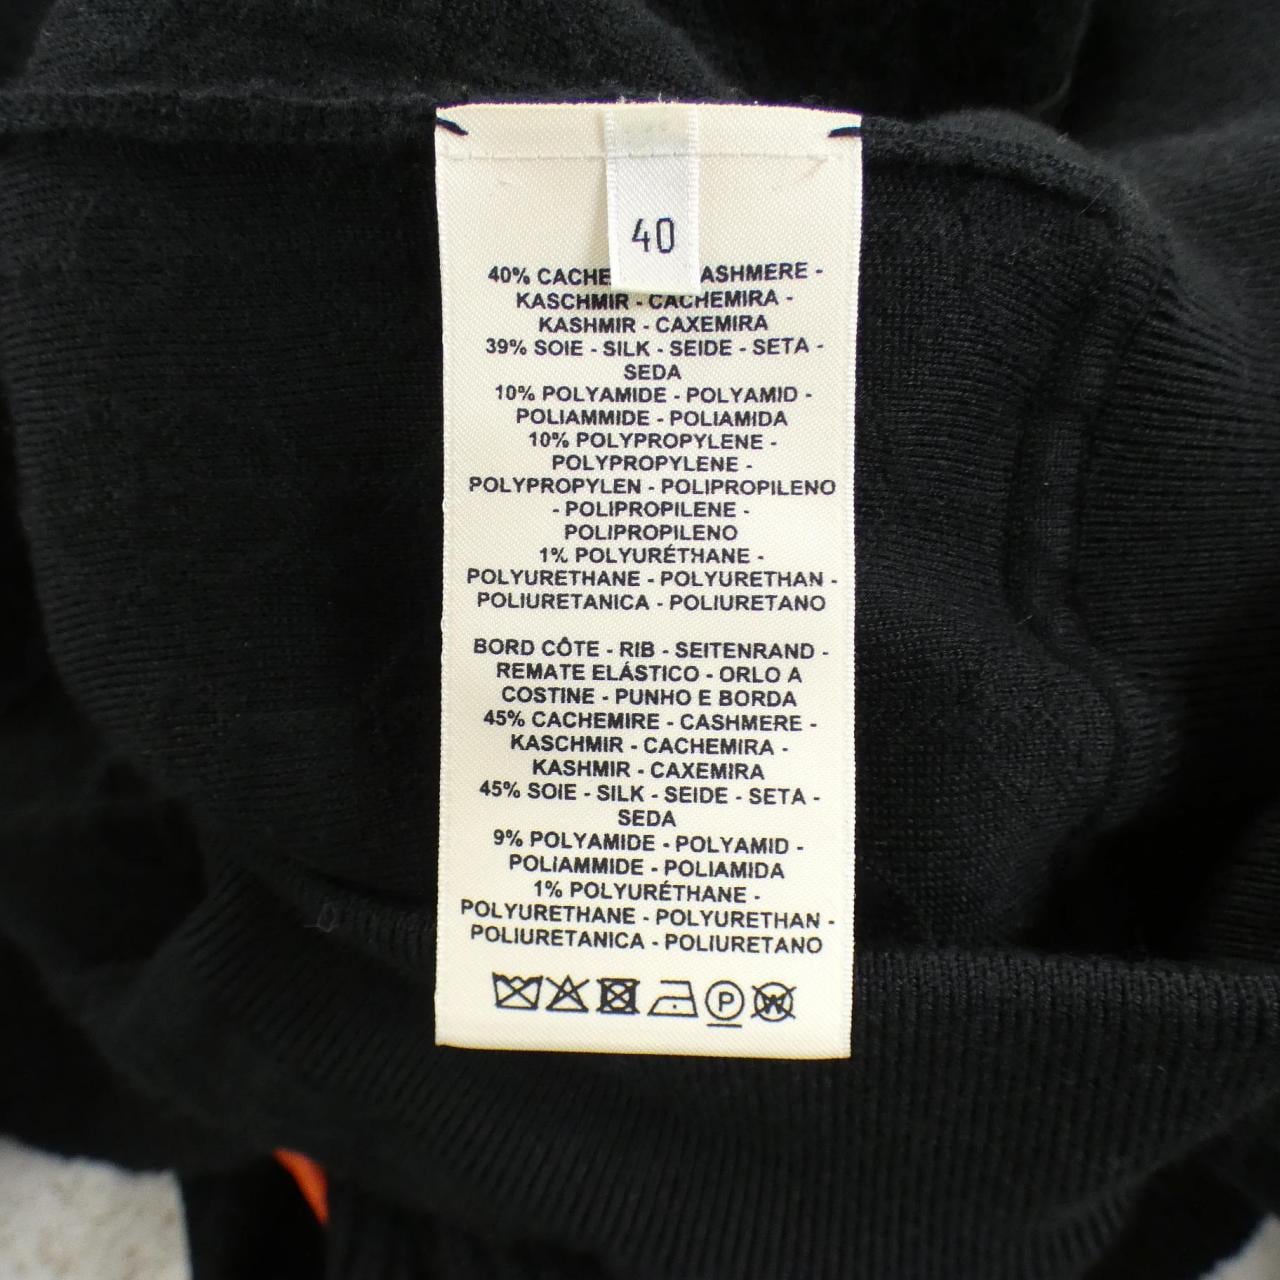 40
40% CACHE ASHMERE -
KASCHMIR - CACHEMIRA -
KASHMIR - CAXEMIRA
39% SOIE - SILK - SEIDE - SETA -
SEDA
10% POLYAMIDE - POLYAMID -
POLIAMMIDE - POLIAMIDA
10% POLYPROPYLENE -
POLYPROPYLENE -
POLYPROPYLEN - POLIPROPILENO
- POLIPROPILENE -
POLIPROPILENO
1% POLYURÉTHANE -
POLYURETHANE - POLYURETHAN -
POLIURETANICA - POLIURETANO
BORD CÔTE - RIB - SEITENRAND -
REMATE ELÁSTICO - ORLO A
COSTINE - PUNHO E BORDA
45% CACHEMIRE - CASHMERE -
KASCHMIR - CACHEMIRA -
KASHMIR - CAXEMIRA
45% SOIE - SILK - SEIDE - SETA -
SEDA
9% POLYAMIDE - POLYAMID -
POLIAMMIDE - POLIAMIDA
1% POLYURÉTHANE -
POLYURETHANE - POLYURETHAN -
POLIURETANICA - POLIURETANO
P W